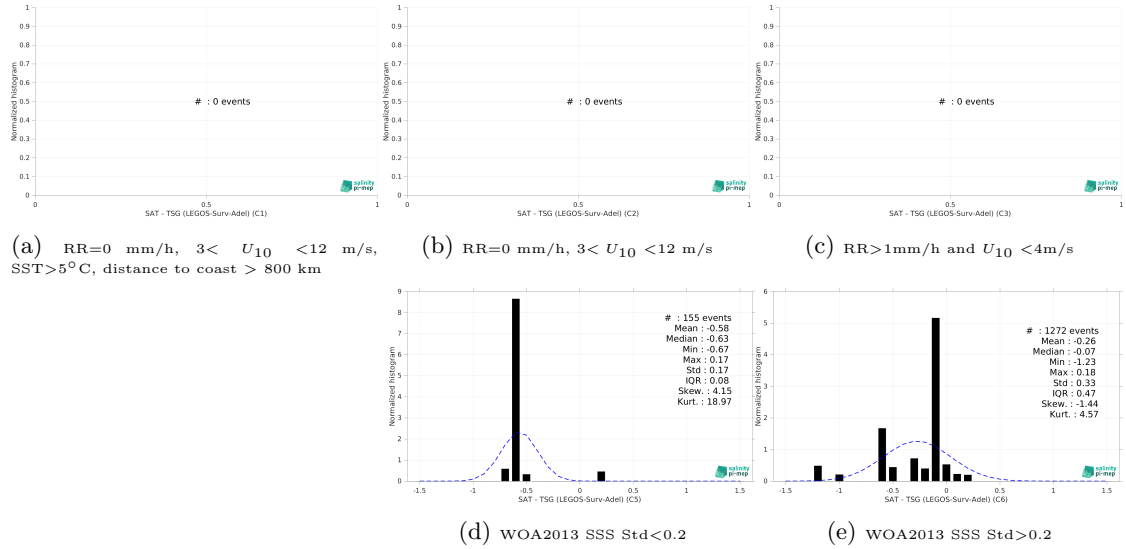 1
0.9
0.8
0.7
0.6
0.5
0.4
0.3
0.2
0.1
0
Normalized histogram
# : 0 events
salinity
pi-mep
0 0.5 1
SAT - TSG (LEGOS-Surv-Adel) (C1)
(a) RR=0 mm/h, 3< U10 <12 m/s,
SST>5°C, distance to coast > 800 km
1
0.9
0.8
0.7
0.6
0.5
0.4
0.3
0.2
0.1
0
Normalized histogram
# : 0 events
salinity
pi-mep
0 0.5 1
SAT - TSG (LEGOS-Surv-Adel) (C2)
(b) RR=0 mm/h, 3< U10 <12 m/s
1
0.9
0.8
0.7
0.6
0.5
0.4
0.3
0.2
0.1
0
Normalized histogram
# : 0 events
salinity
pi-mep
0 0.5 1
SAT - TSG (LEGOS-Surv-Adel) (C3)
(c) RR>1mm/h and U10 <4m/s
9
8
7
6
5
4
3
2
1
0
Normalized histogram
# : 155 events
Mean : -0.58
Median : -0.63
Min : -0.67
Max : 0.17
Std : 0.17
IQR : 0.08
Skew. : 4.15
Kurt. : 18.97
salinity
pi-mep
-1.5 -1 -0.5 0 0.5 1 1.5
SAT - TSG (LEGOS-Surv-Adel) (C5)
(d) WOA2013 SSS Std<0.2
6
5
4
3
2
1
0
Normalized histogram
# : 1272 events
Mean : -0.26
Median : -0.07
Min : -1.23
Max : 0.18
Std : 0.33
IQR : 0.47
Skew. : -1.44
Kurt. : 4.57
salinity
pi-mep
-1.5 -1 -0.5 0 0.5 1 1.5
SAT - TSG (LEGOS-Surv-Adel) (C6)
(e) WOA2013 SSS Std>0.2